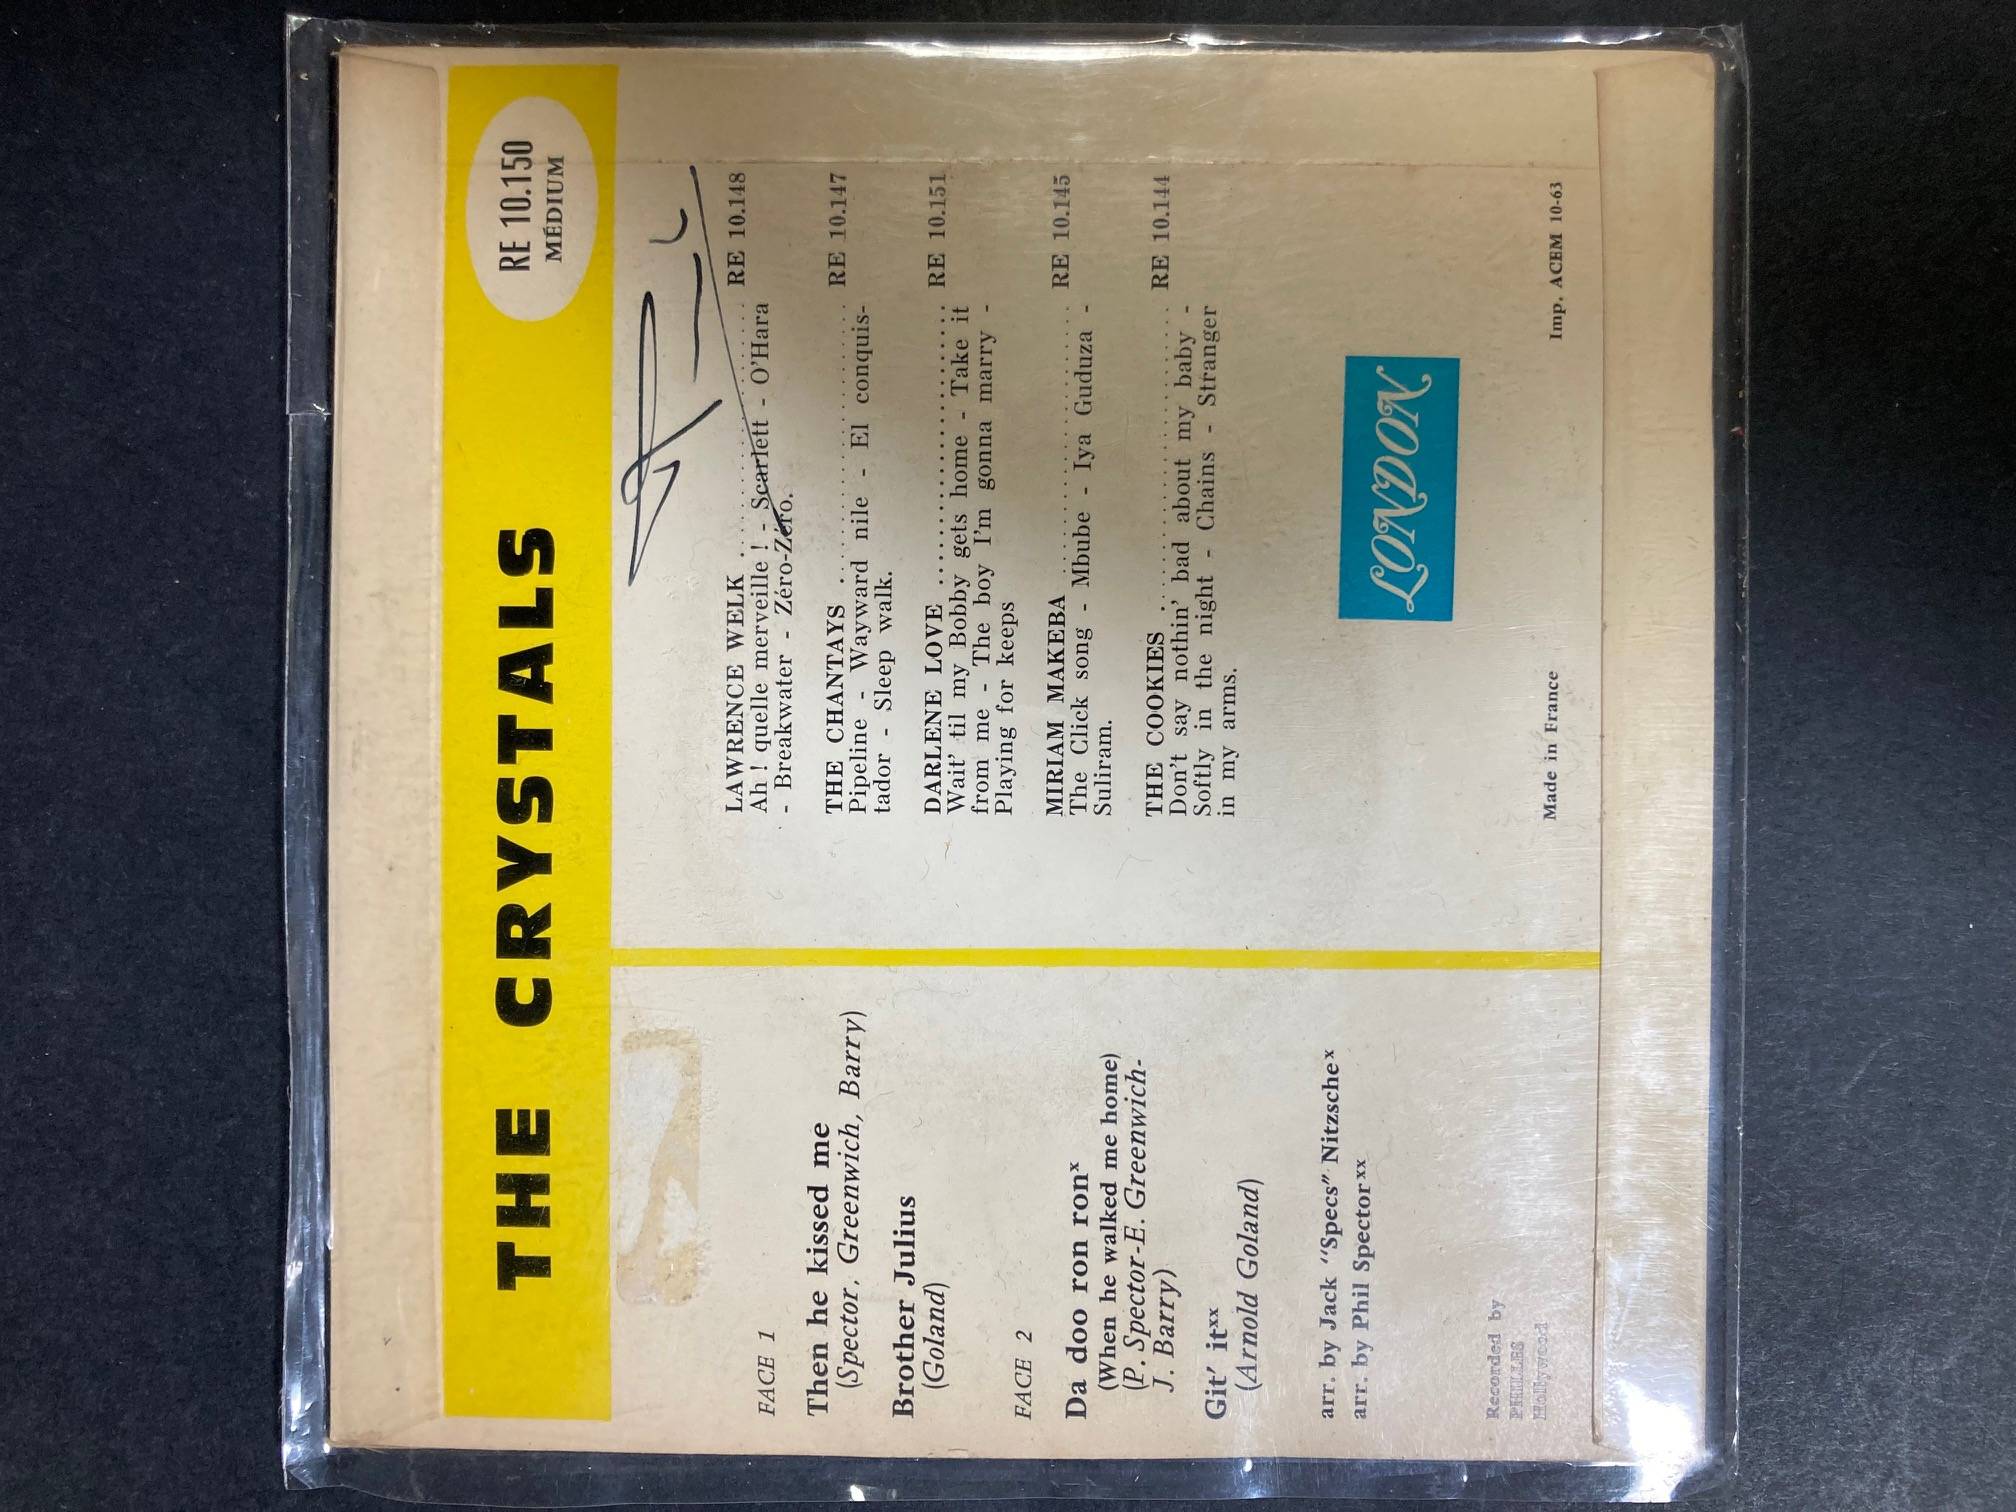 THE CRYSTALS
RE 10.150
MÉDIUM
FACE 1
Then he kissed me
(Spector, Greenwich, Barry)
Brother Julius
(Goland)
FACE 2
Da doo ron ron x
(When he walked me home)
(P. Spector-E. Greenwich-
J. Barry)
Git' it xx
(Arnold Goland)
arr. by Jack "Specs" Nitzsche x
arr. by Phil Spector xx
Recorded by
PHILLES
Hollywood
LAWRENCE WELK .................. RE 10.148
Ah ! quelle merveille ! - Scarlett - O'Hara
- Breakwater - Zéro-Zéro.
THE CHANTAYS .................. RE 10.147
Pipeline - Wayward nile - El conquis-
tador - Sleep walk.
DARLENE LOVE .................. RE 10.151
Wait' til my Bobby gets home - Take it
from me - The boy I'm gonna marry -
Playing for keeps
MIRIAM MAKEBA .................. RE 10.145
The Click song - Mbube - Iya Guduza -
Suliram.
THE COOKIES .................. RE 10.144
Don't say nothin' bad about my baby -
Softly in the night - Chains - Stranger
in my arms.
LONDON
Made in France
Imp. ACEM 10-63